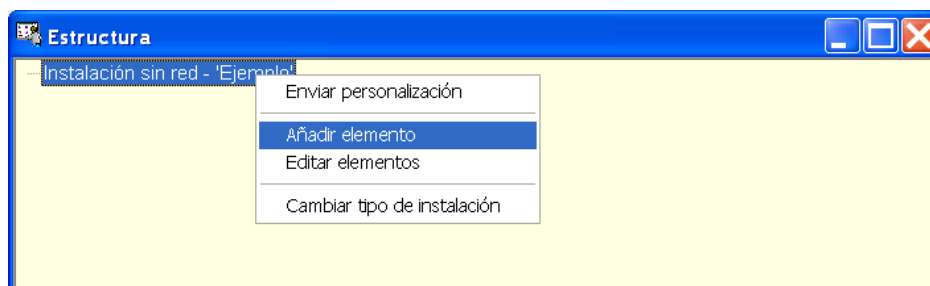 Estructura
Instalación sin red - 'Ejemplo'
Enviar personalización
Añadir elemento
Editar elementos
Cambiar tipo de instalación